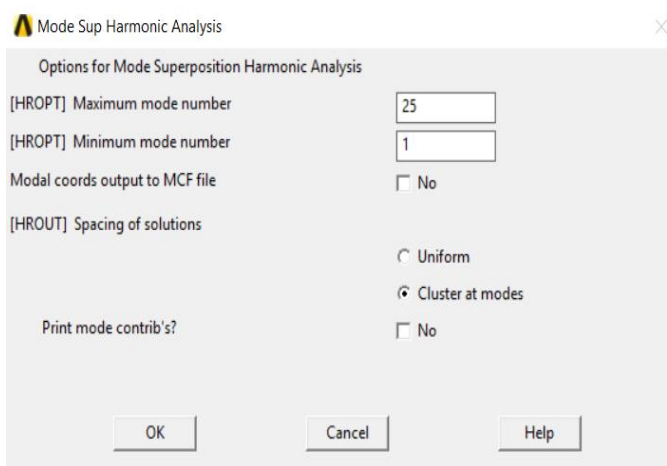 Mode Sup Harmonic Analysis
Options for Mode Superposition Harmonic Analysis
[HROPT] Maximum mode number 25
[HROPT] Minimum mode number 1
Modal coords output to MCF file No
[HROUT] Spacing of solutions
Uniform
Cluster at modes
Print mode contrib's? No
OK Cancel Help